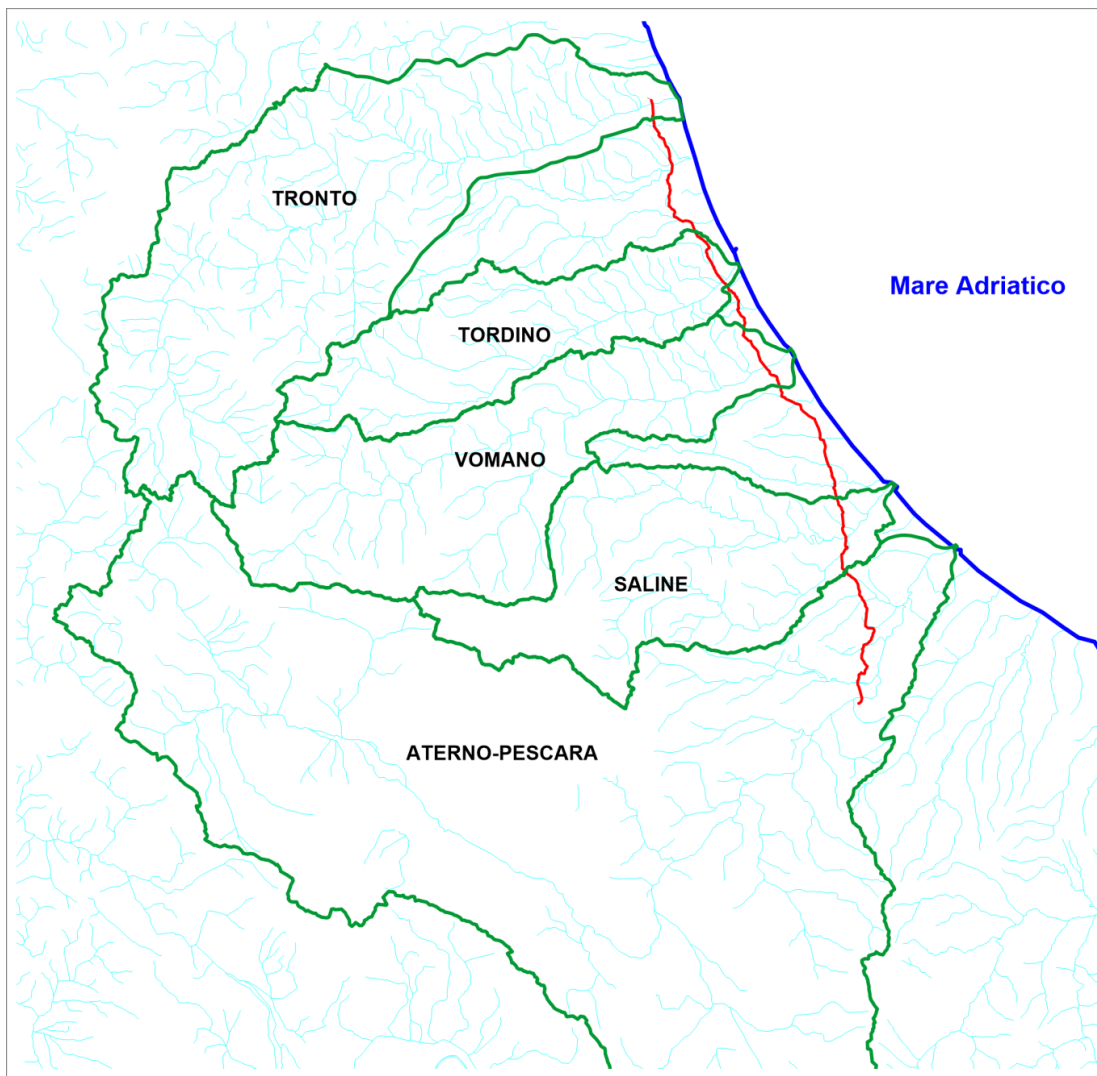 TRONTO
Mare Adriatico
TORDINO
VOMANO
SALINE
ATERNO-PESCARA